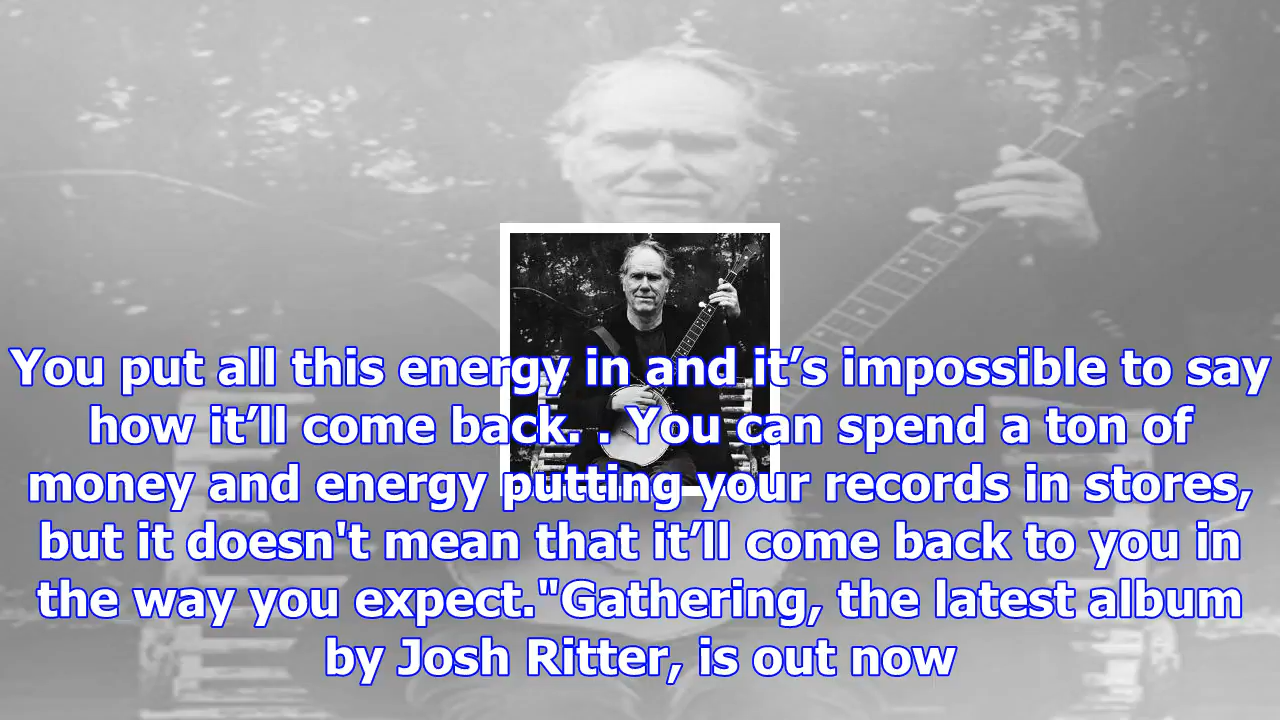 You put all this energy in and it’s impossible to say
how it’ll come back. . You can spend a ton of
money and energy putting your records in stores,
but it doesn't mean that it’ll come back to you in
the way you expect."Gathering, the latest album
by Josh Ritter, is out now